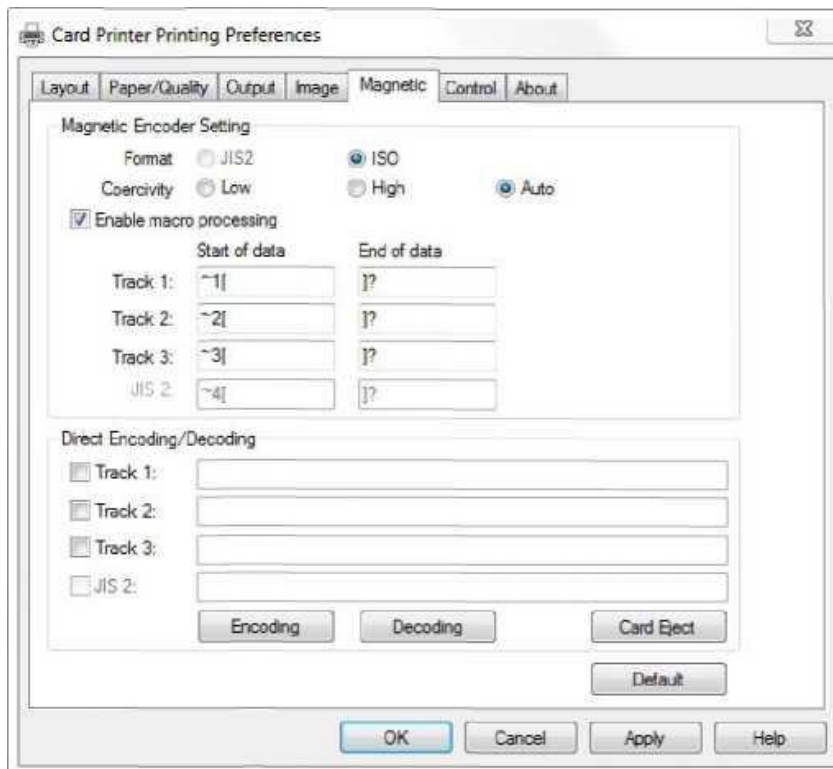 Card Printer Printing Preferences
Layout Paper/Quality Output Image Magnetic Control About
Magnetic Encoder Setting
Format JIS2 ISO
Coercivity Low High Auto
Enable macro processing
Start of data End of data
Track 1: ~1[ ]?
Track 2: ~2[ ]?
Track 3: ~3[ ]?
JIS 2: ~4[ ]?
Direct Encoding/Decoding
Track 1:
Track 2:
Track 3:
JIS 2:
Encoding Decoding Card Eject
Default
OK Cancel Apply Help